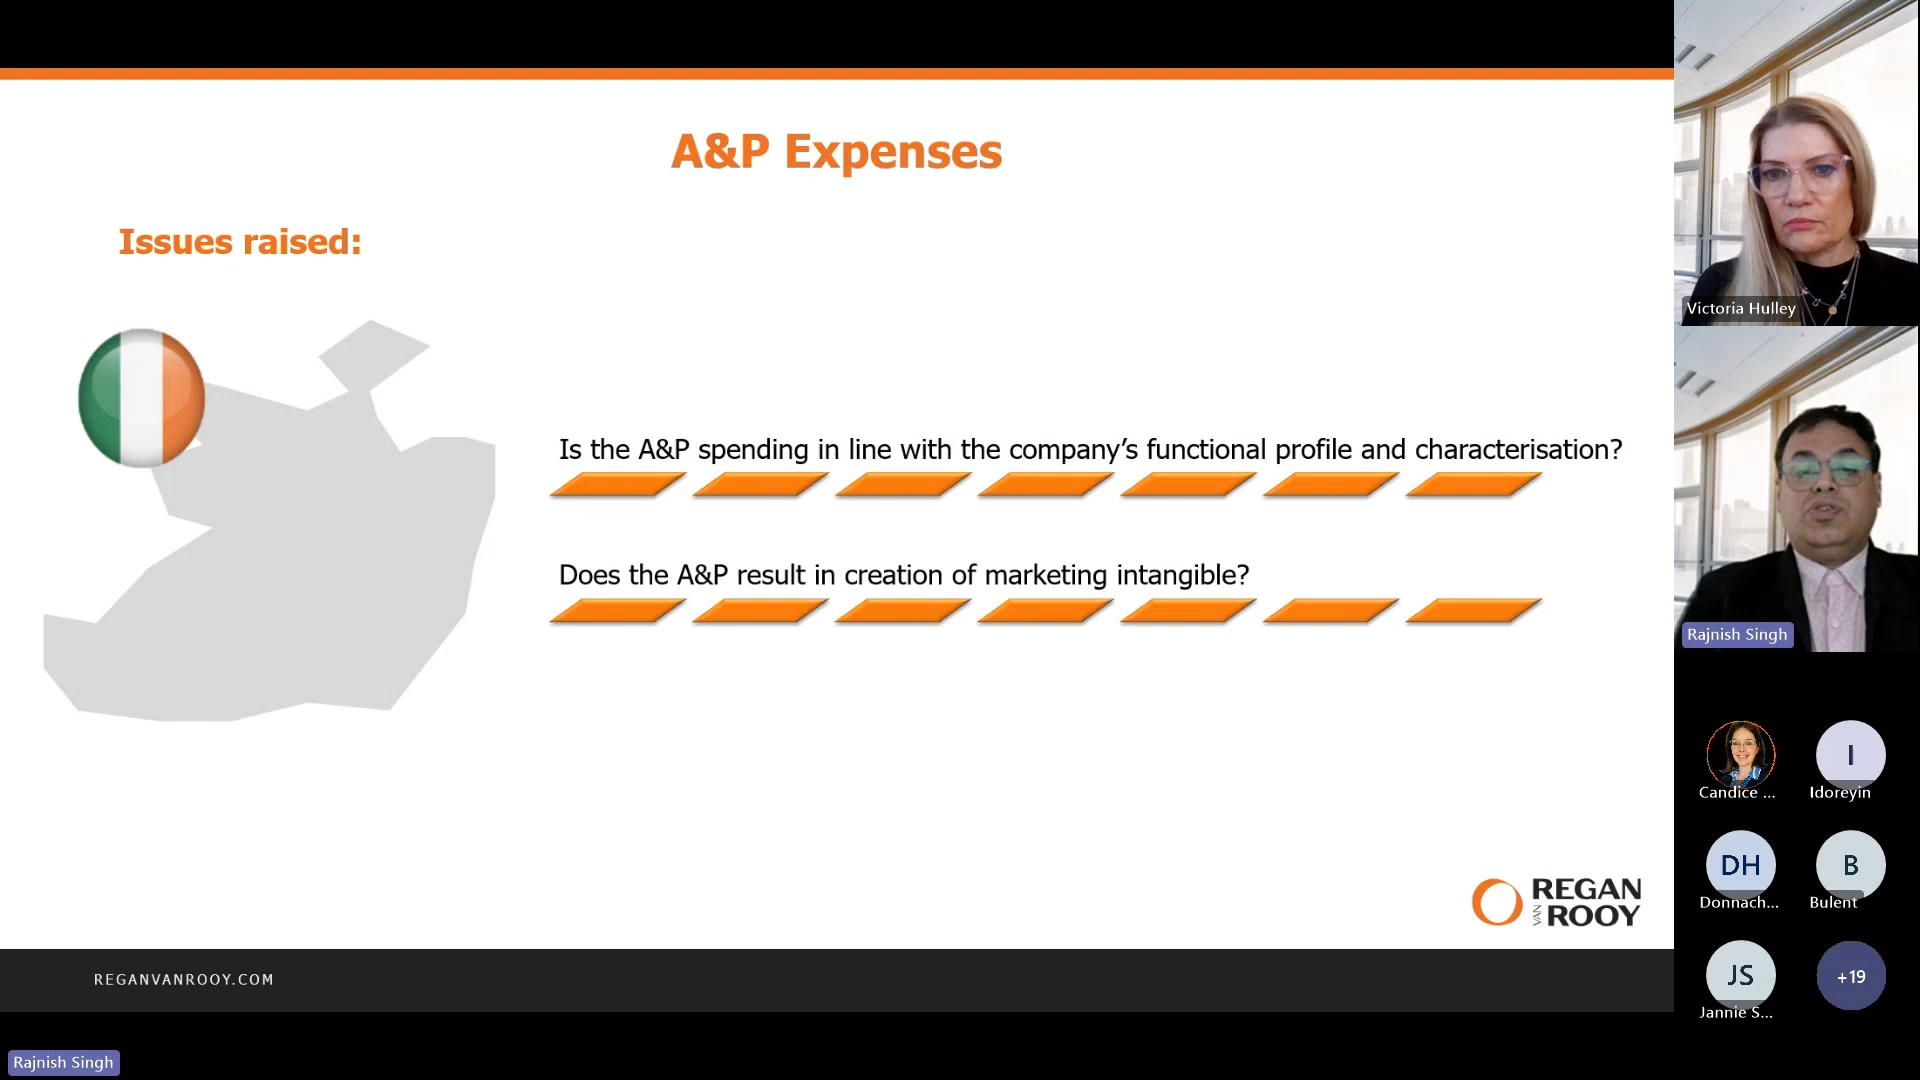 A&P Expenses
Issues raised:
Is the A&P spending in line with the company’s functional profile and characterisation?
Does the A&P result in creation of marketing intangible?
REGAN
VAN ROOY
REGANVANROOY.COM
Rajnish Singh
Victoria Hulley
Rajnish Singh
I
Candice ...
Idoreyin
DH
B
Donnach...
Bulent
JS
+19
Jannie S...